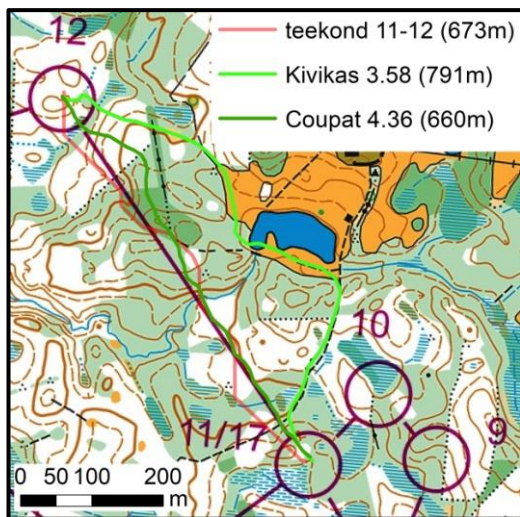 12
teekond 11-12 (673m)
Kivikas 3.58 (791m)
Coupat 4.36 (660m)
10
11/17
9
0 50 100 200
m